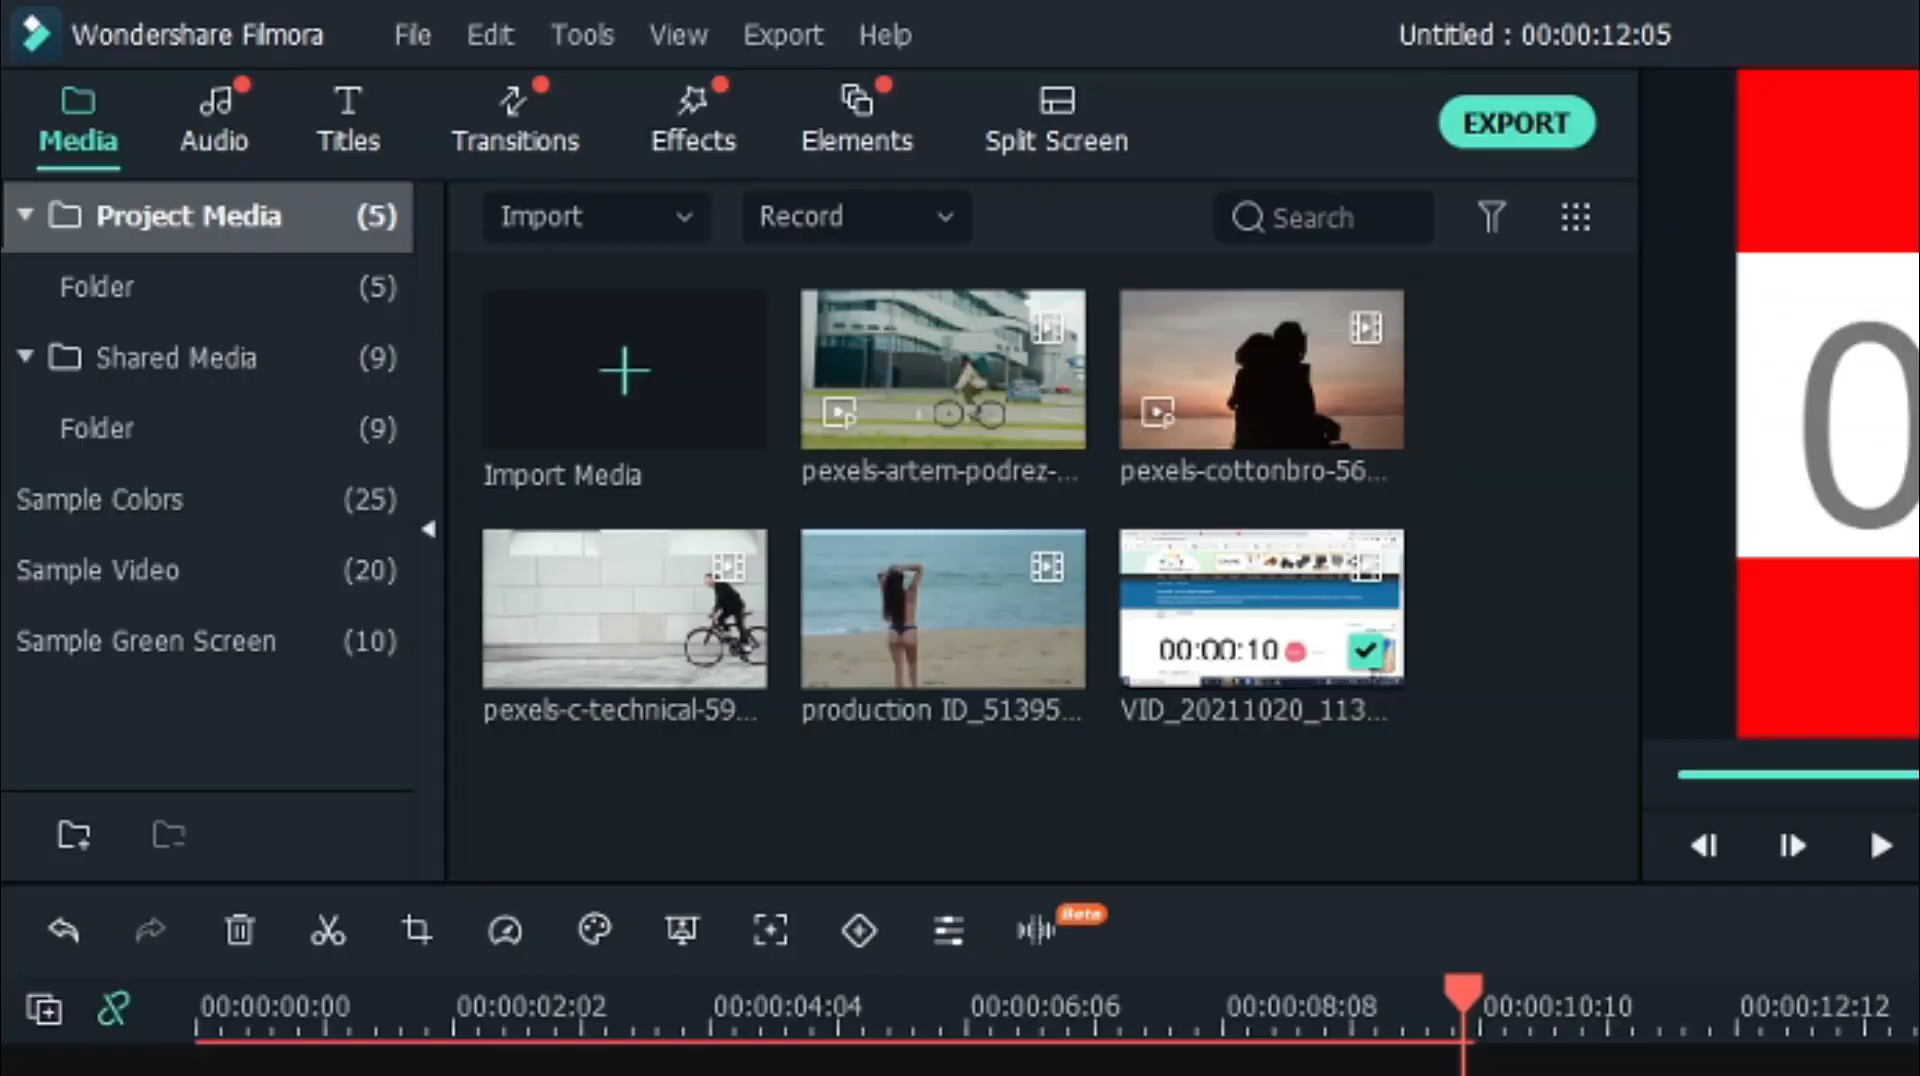 Wondershare Filmora File Edit Tools View Export Help Untitled : 00:00:12:05
Media Audio Titles Transitions Effects Elements Split Screen EXPORT
Project Media (5)
Import Record Search
Folder (5)
Shared Media (9)
Folder (9)
Sample Colors (25)
Sample Video (20)
Sample Green Screen (10)
Import Media
pexels-artem-podrez-...
pexels-cottonbro-56...
00:00:10
pexels-c-technical-59...
production ID_51395...
VID_20211020_113...
0
Beta
00:00:00:00 00:00:02:02 00:00:04:04 00:00:06:06 00:00:08:08 00:00:10:10 00:00:12:12